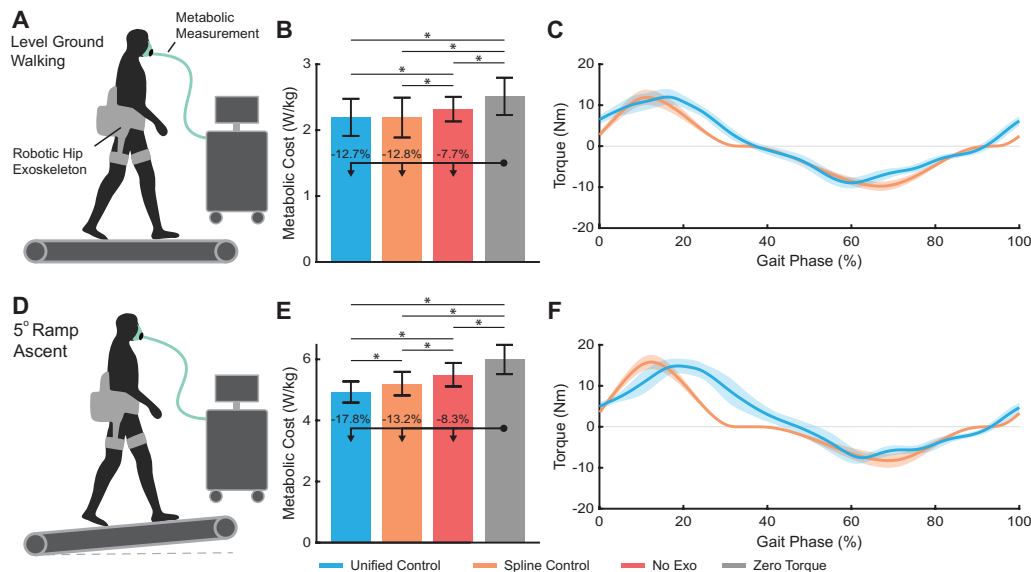 A
Level Ground
Walking
Metabolic
Measurement
Robotic Hip
Exoskeleton
B
*
*
*
*
*
3
2
1
0
Metabolic Cost (W/kg)
-12.7%
-12.8%
-7.7%
C
20
10
0
-10
-20
Torque (Nm)
0
20
40
60
80
100
Gait Phase (%)
D
5° Ramp
Ascent
E
*
*
*
*
*
*
6
4
2
0
Metabolic Cost (W/kg)
-17.8%
-13.2%
-8.3%
F
20
10
0
-10
-20
Torque (Nm)
0
20
40
60
80
100
Gait Phase (%)
Unified Control
Spline Control
No Exo
Zero Torque